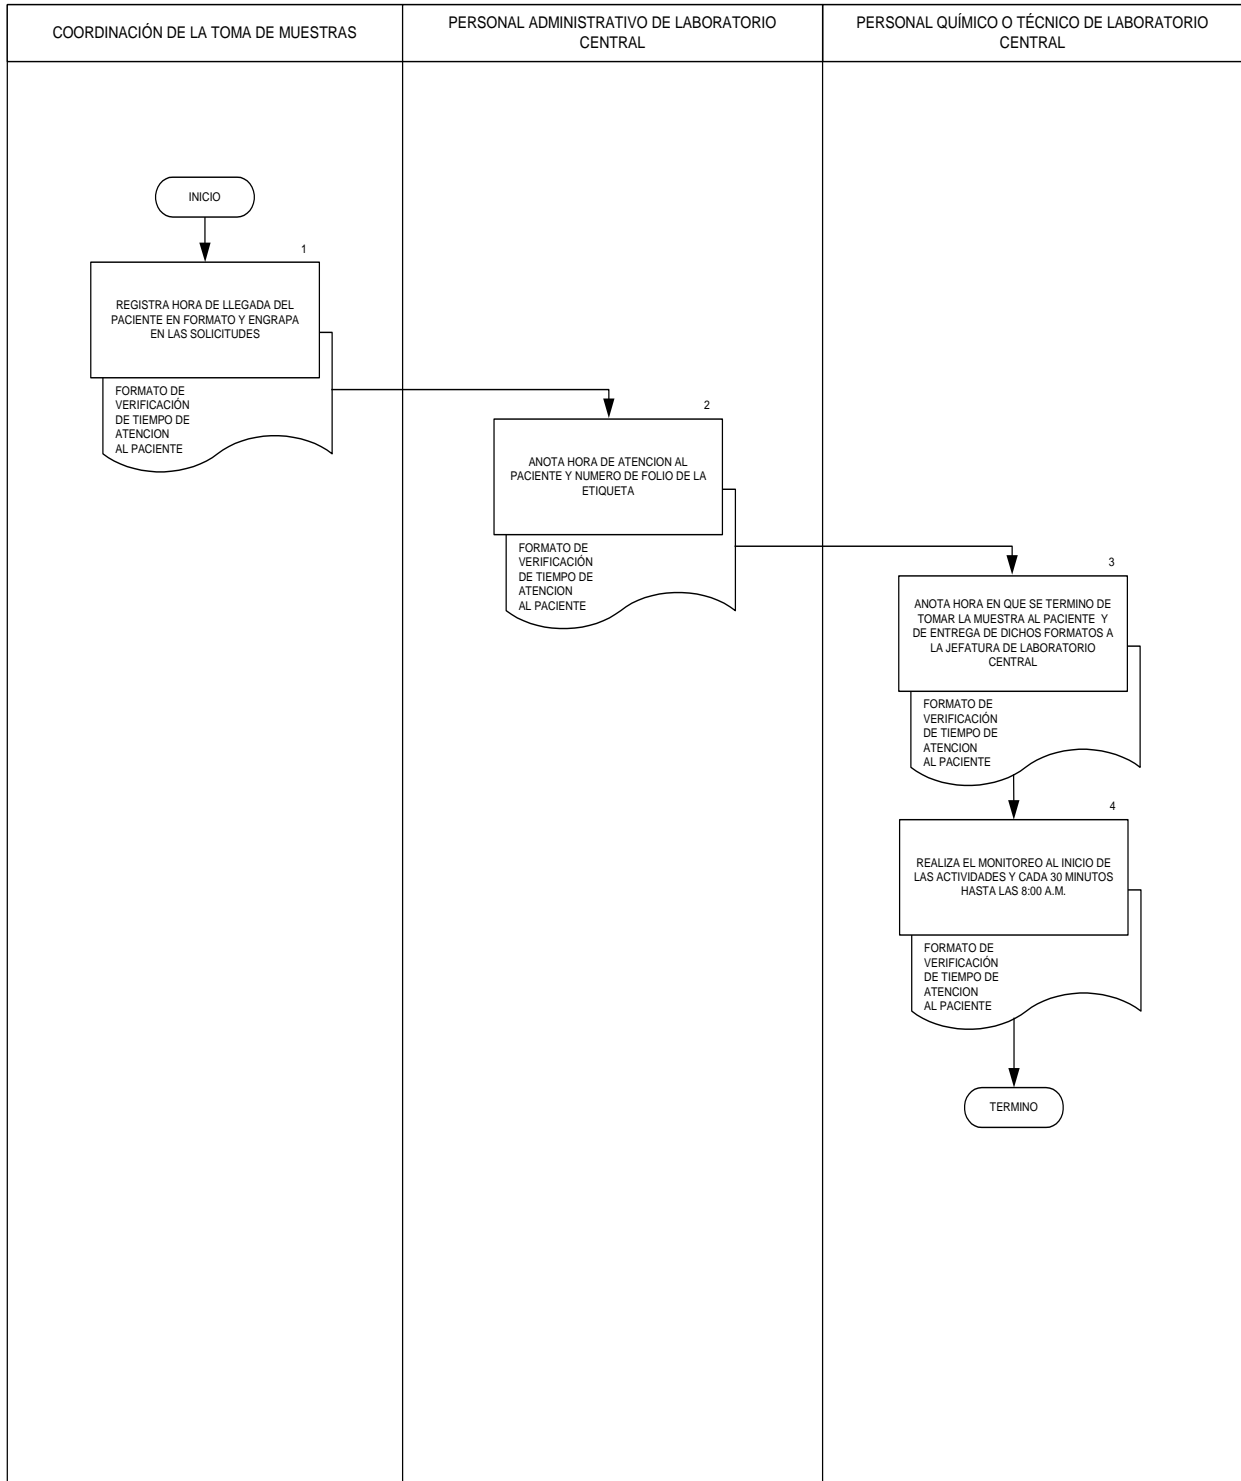 COORDINACIÓN DE LA TOMA DE MUESTRAS
PERSONAL ADMINISTRATIVO DE LABORATORIO
CENTRAL
PERSONAL QUÍMICO O TÉCNICO DE LABORATORIO
CENTRAL
INICIO
1
REGISTRA HORA DE LLEGADA DEL
PACIENTE EN FORMATO Y ENGRAPA
EN LAS SOLICITUDES
FORMATO DE
VERIFICACIÓN
DE TIEMPO DE
ATENCION
AL PACIENTE
2
ANOTA HORA DE ATENCION AL
PACIENTE Y NUMERO DE FOLIO DE LA
ETIQUETA
FORMATO DE
VERIFICACIÓN
DE TIEMPO DE
ATENCION
AL PACIENTE
3
ANOTA HORA EN QUE SE TERMINO DE
TOMAR LA MUESTRA AL PACIENTE Y
DE ENTREGA DE DICHOS FORMATOS A
LA JEFATURA DE LABORATORIO
CENTRAL
FORMATO DE
VERIFICACIÓN
DE TIEMPO DE
ATENCION
AL PACIENTE
4
REALIZA EL MONITOREO AL INICIO DE
LAS ACTIVIDADES Y CADA 30 MINUTOS
HASTA LAS 8:00 A.M.
FORMATO DE
VERIFICACIÓN
DE TIEMPO DE
ATENCION
AL PACIENTE
TERMINO